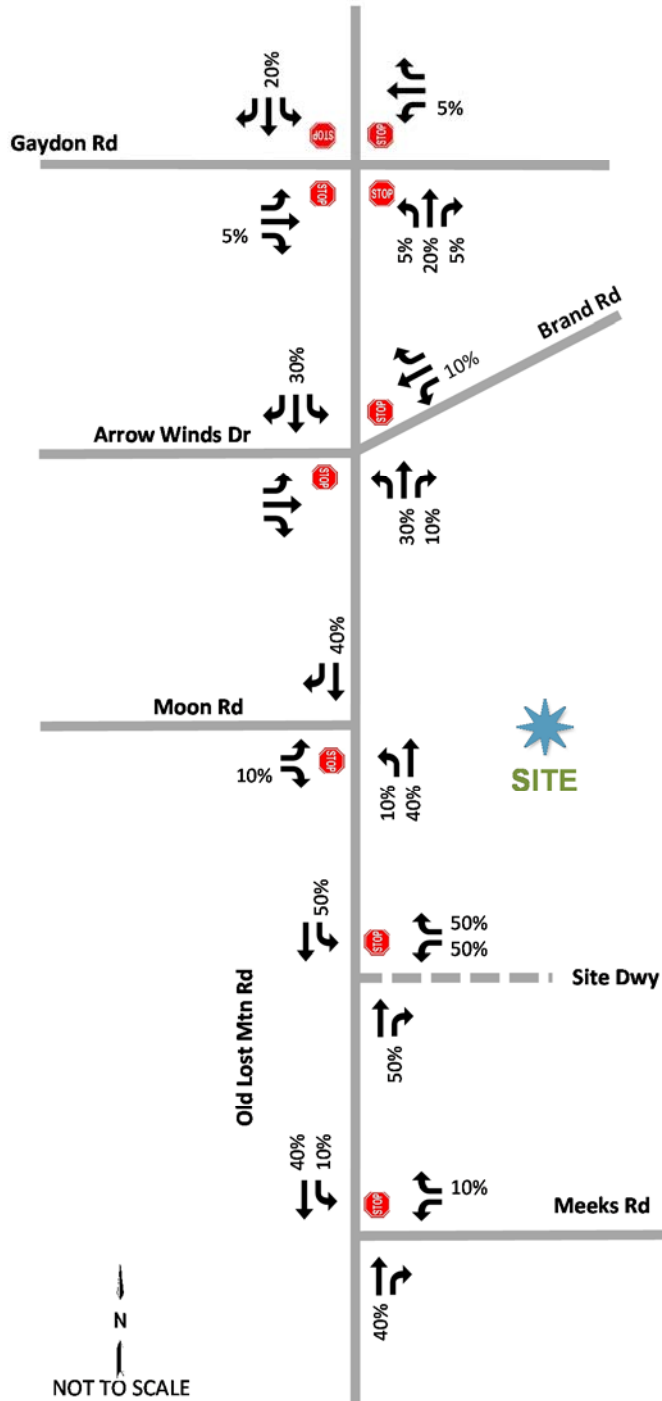 20%
5%
STOP
STOP
Gaydon Rd
STOP
STOP
5%
5%
20%
5%
Brand Rd
30%
10%
STOP
Arrow Winds Dr
STOP
30%
10%
40%
Moon Rd
STOP
10%
10%
40%
SITE
50%
STOP
50%
50%
Site Dwy
50%
Old Lost Mtn Rd
40%
10%
STOP
10%
Meeks Rd
40%
N
NOT TO SCALE